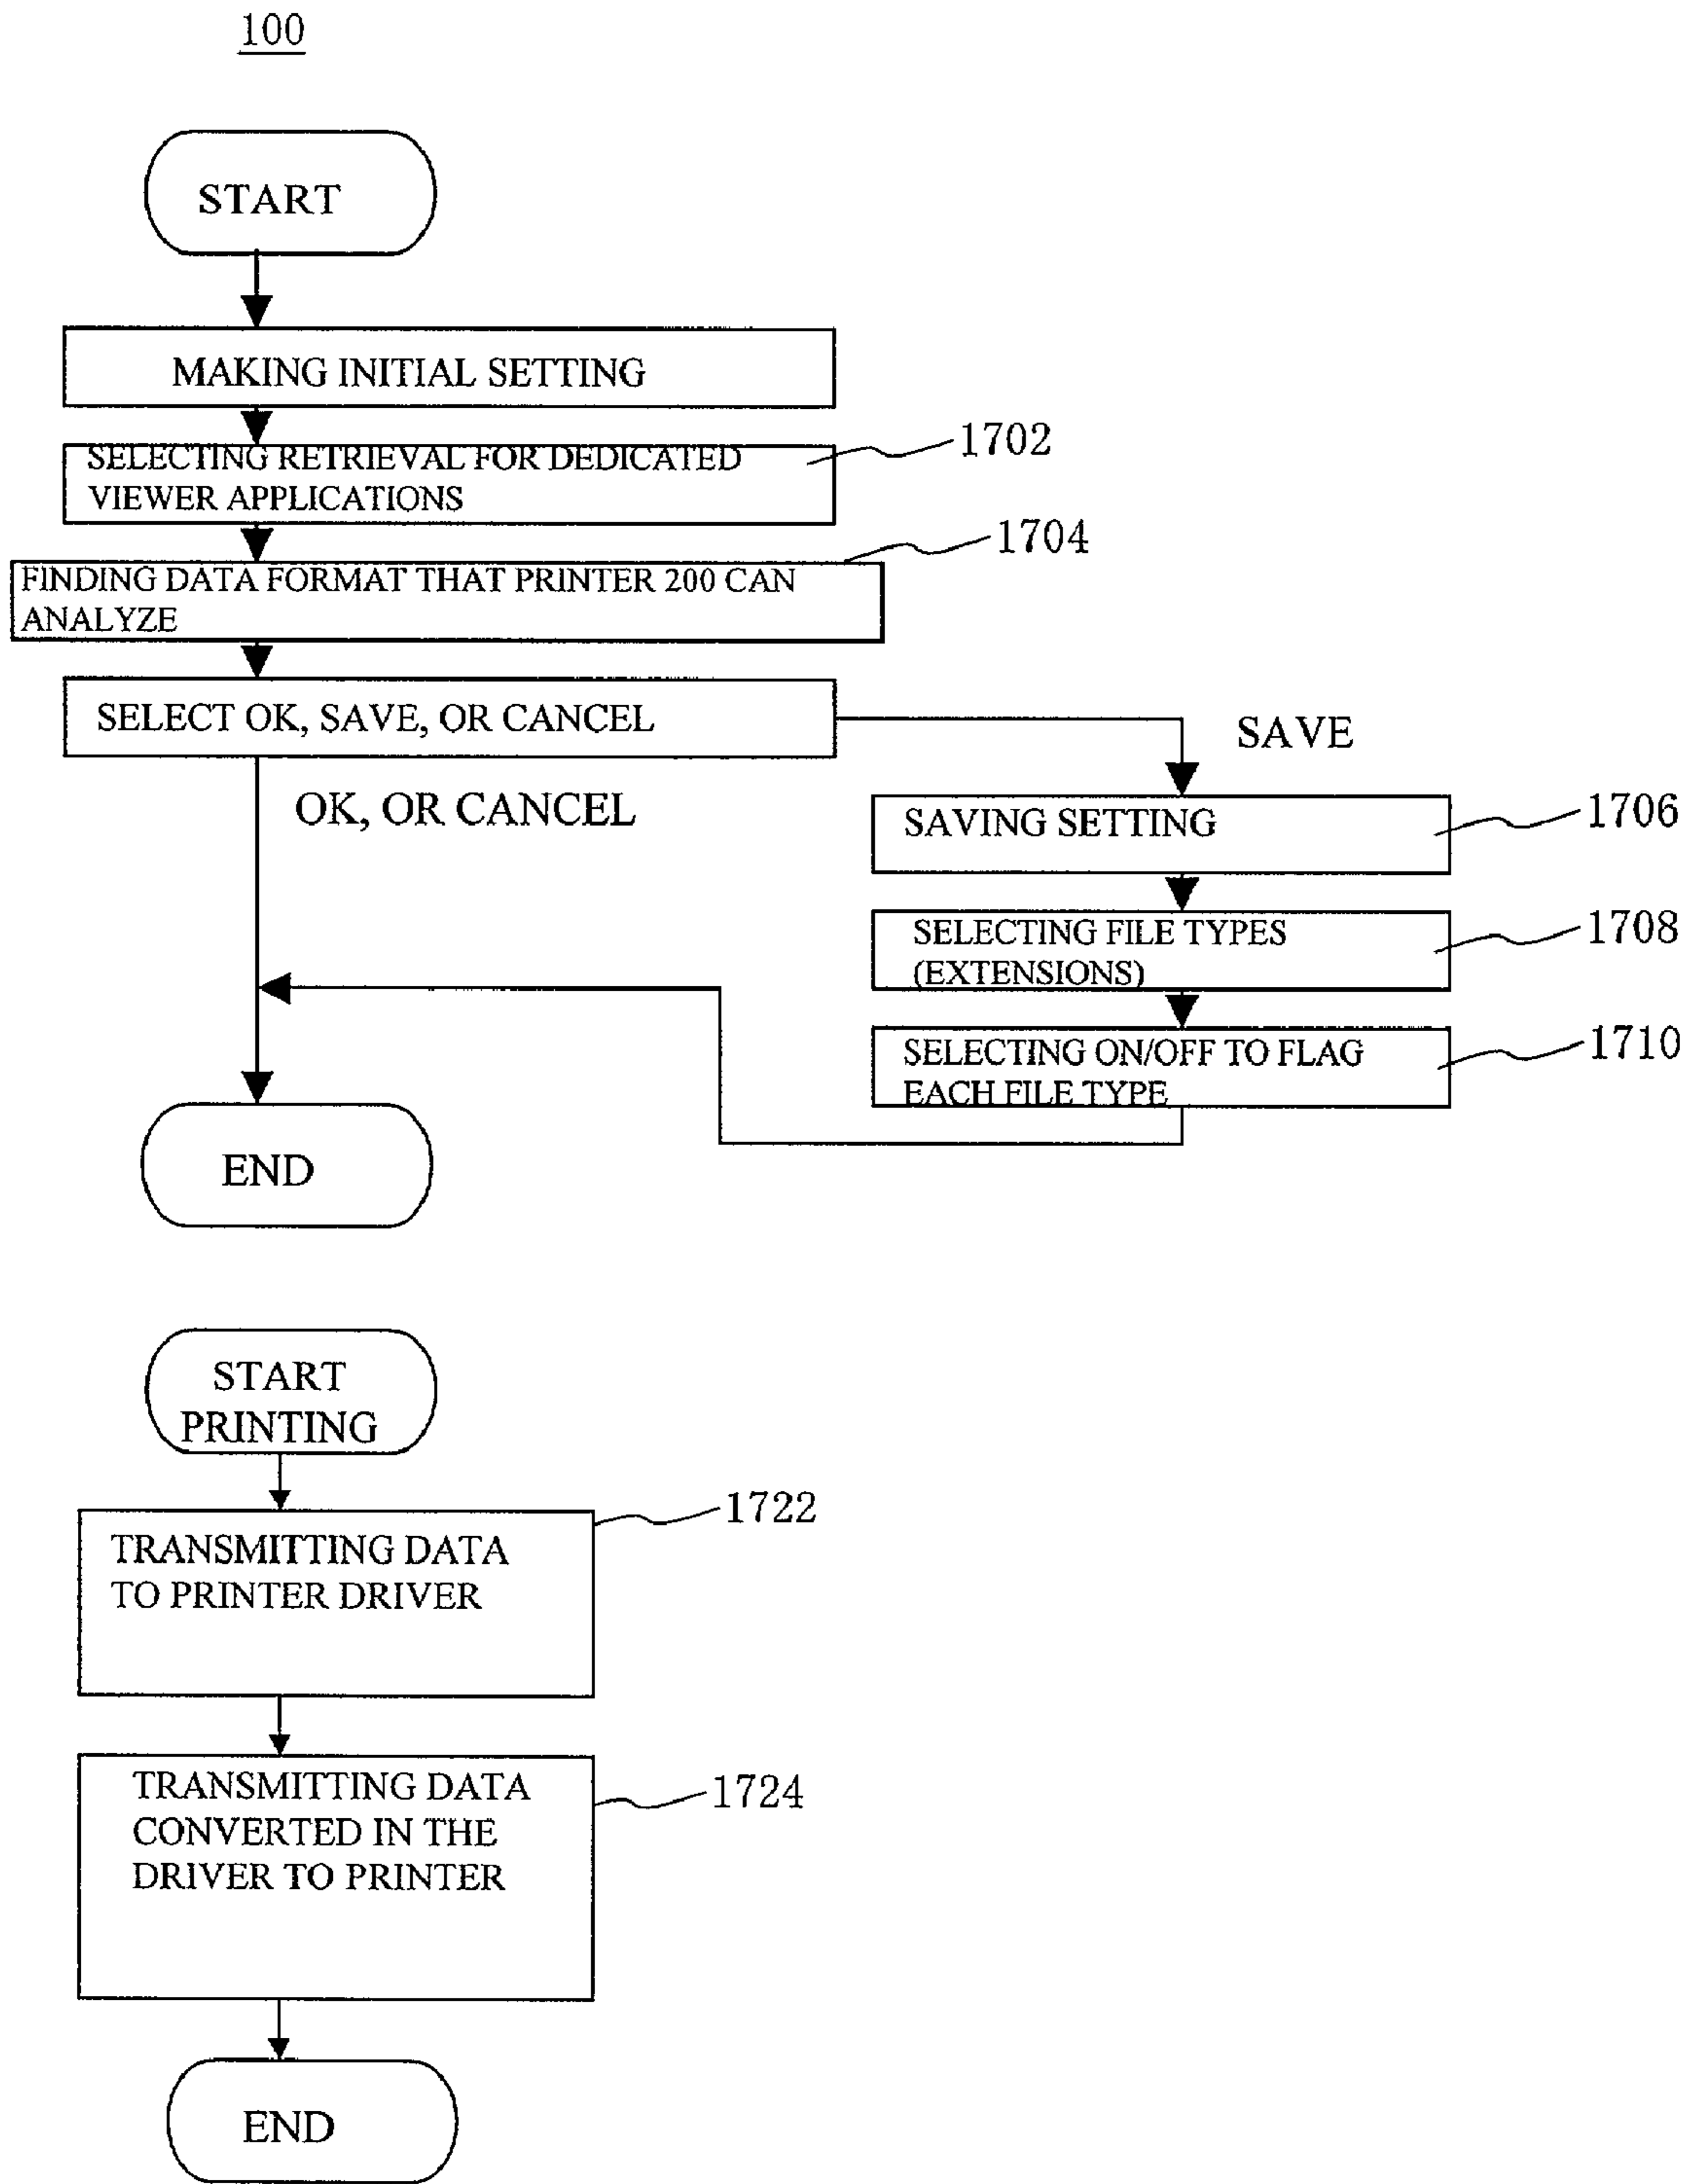 100
START
MAKING INITIAL SETTING
SELECTING RETRIEVAL FOR DEDICATED
VIEWER APPLICATIONS
1702
FINDING DATA FORMAT THAT PRINTER 200 CAN
ANALYZE
1704
SELECT OK, SAVE, OR CANCEL
SAVE
OK, OR CANCEL
SAVING SETTING
1706
SELECTING FILE TYPES
(EXTENSIONS)
1708
SELECTING ON/OFF TO FLAG
EACH FILE TYPE
1710
END
START
PRINTING
TRANSMITTING DATA
TO PRINTER DRIVER
1722
TRANSMITTING DATA
CONVERTED IN THE
DRIVER TO PRINTER
1724
END